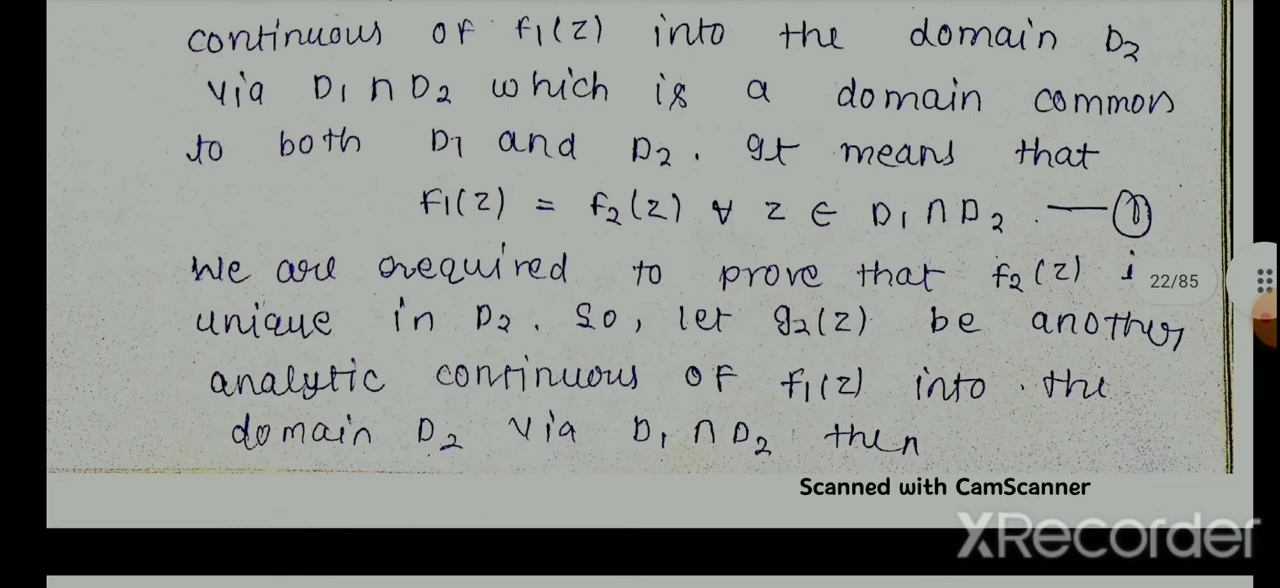 continuous of f1(z) into the domain D2
via D1 ∩ D2 which is a domain common
to both D1 and D2. It means that
f1(z) = f2(z) ∀ z ∈ D1 ∩ D2. — ①
We are required to prove that f2(z) i
22/85
unique in D2. So, let g2(z) be another
analytic continuous of f1(z) into the
domain D2 via D1 ∩ D2 then
Scanned with CamScanner
XRecorder